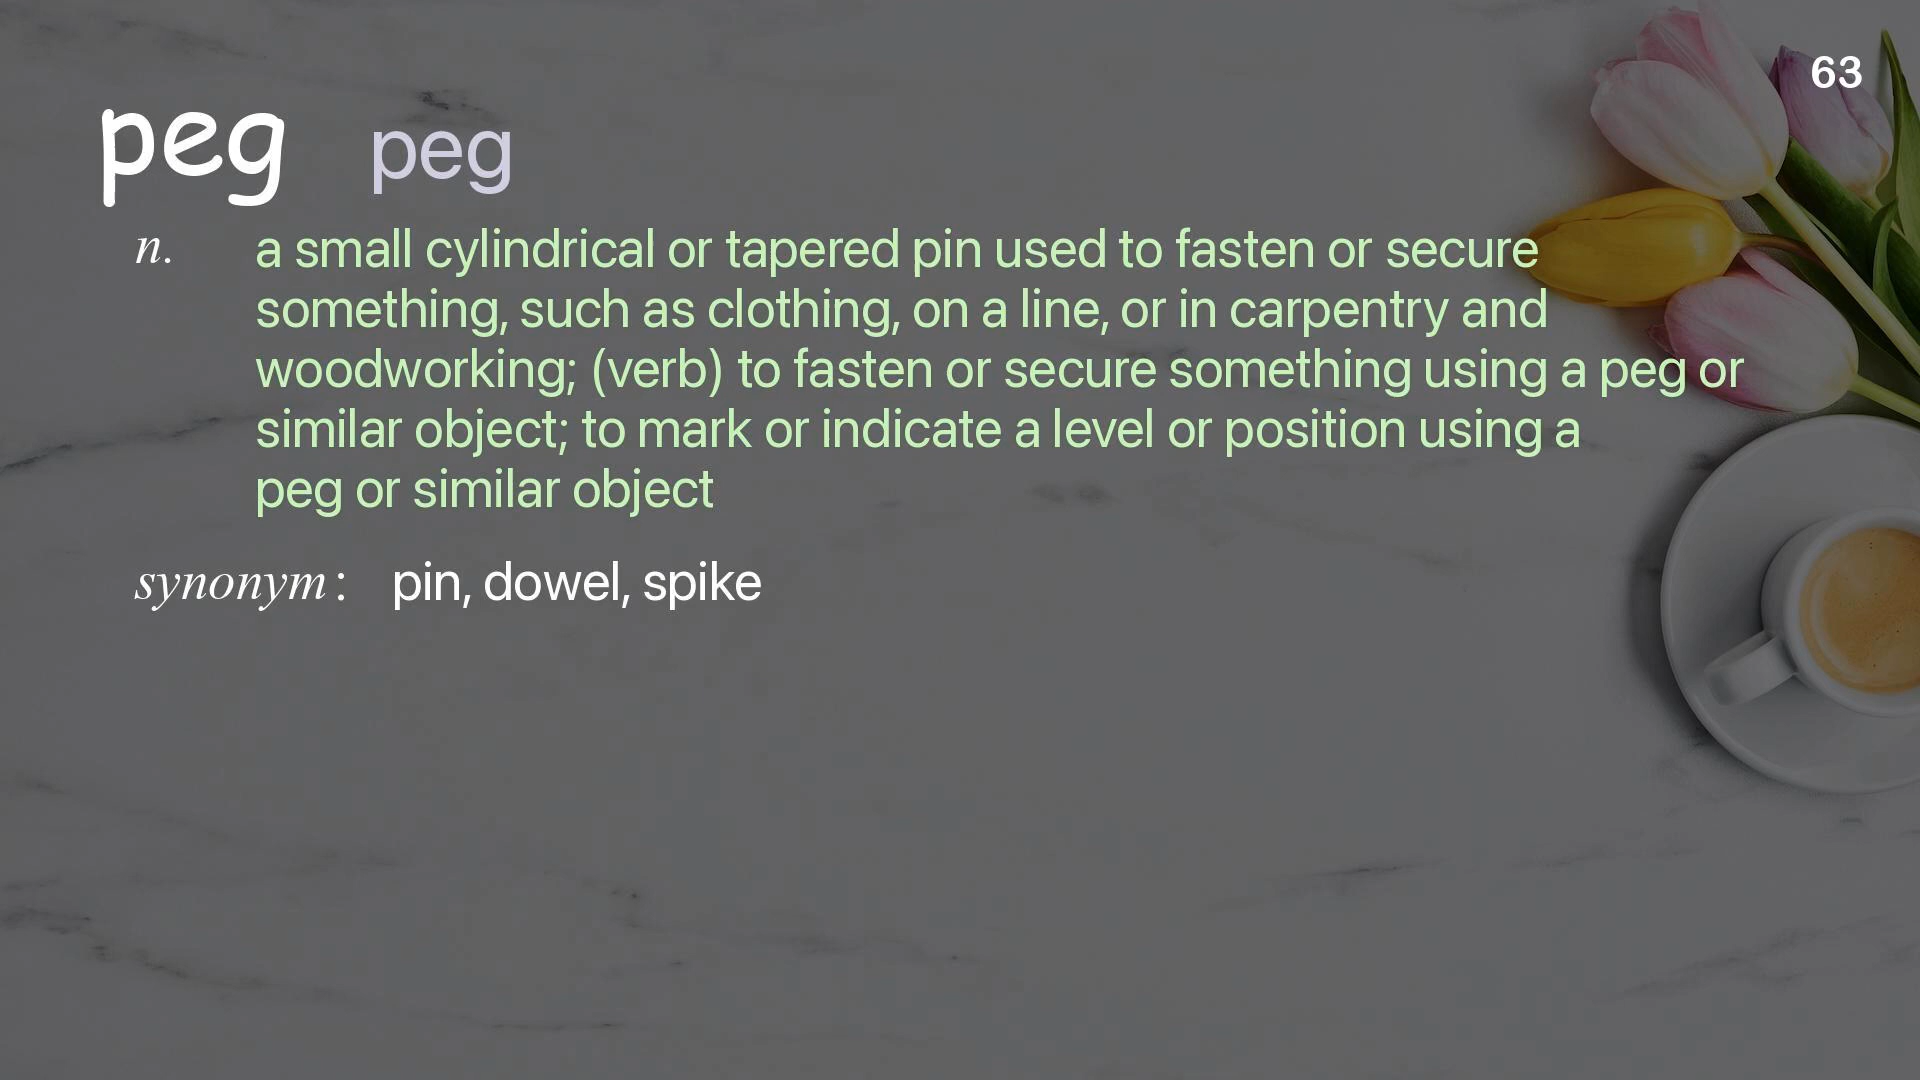 63
peg peg
n. a small cylindrical or tapered pin used to fasten or secure
something, such as clothing, on a line, or in carpentry and
woodworking; (verb) to fasten or secure something using a peg or
similar object; to mark or indicate a level or position using a
peg or similar object
synonym: pin, dowel, spike